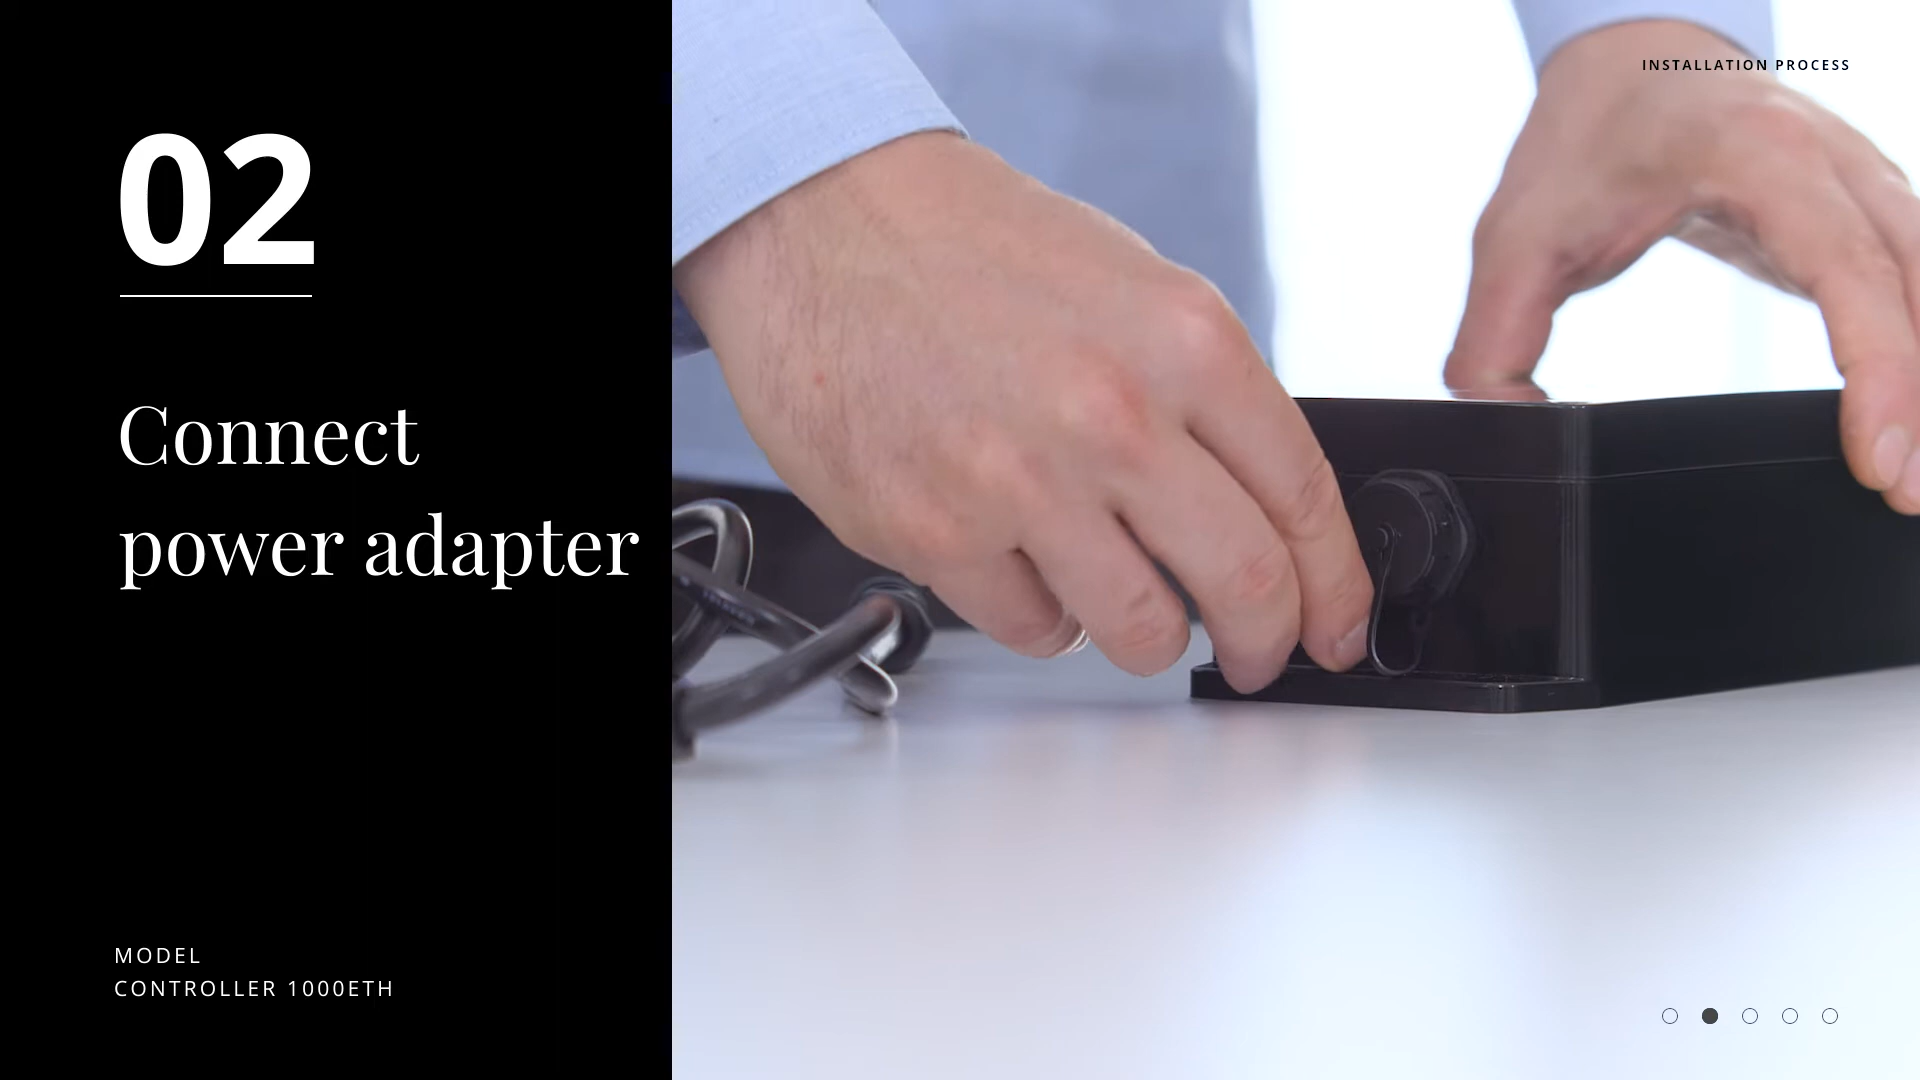 INSTALLATION PROCESS
02
Connect
power adapter
MODEL
CONTROLLER 1000ETH